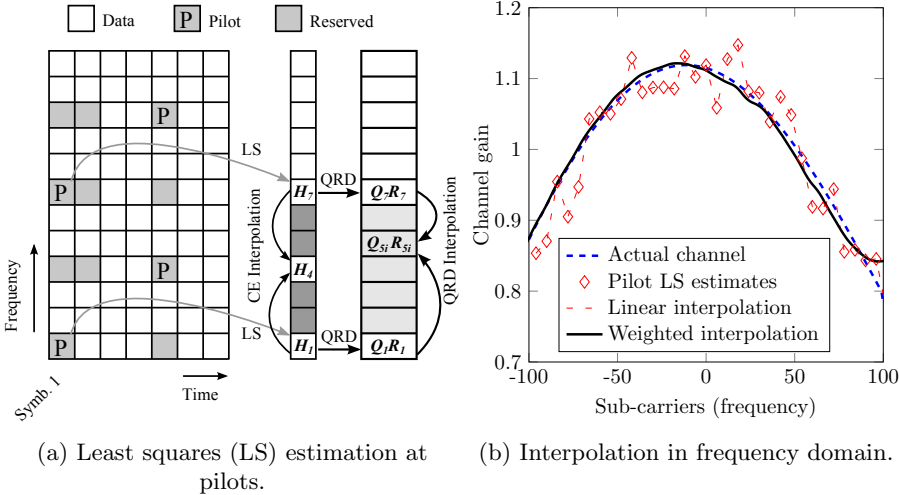 Data
P
Pilot
Reserved
P
P
P
P
LS
LS
Frequency
Symb. 1
Time
H7
H4
H1
CE Interpolation
QRD
QRD
Q7R7
Q5iR5i
Q1R1
QRD Interpolation
(a) Least squares (LS) estimation at
pilots.
Channel gain
1.2
1.1
1
0.9
0.8
0.7
-100
-50
0
50
100
Sub-carriers (frequency)
Actual channel
Pilot LS estimates
Linear interpolation
Weighted interpolation
(b) Interpolation in frequency domain.